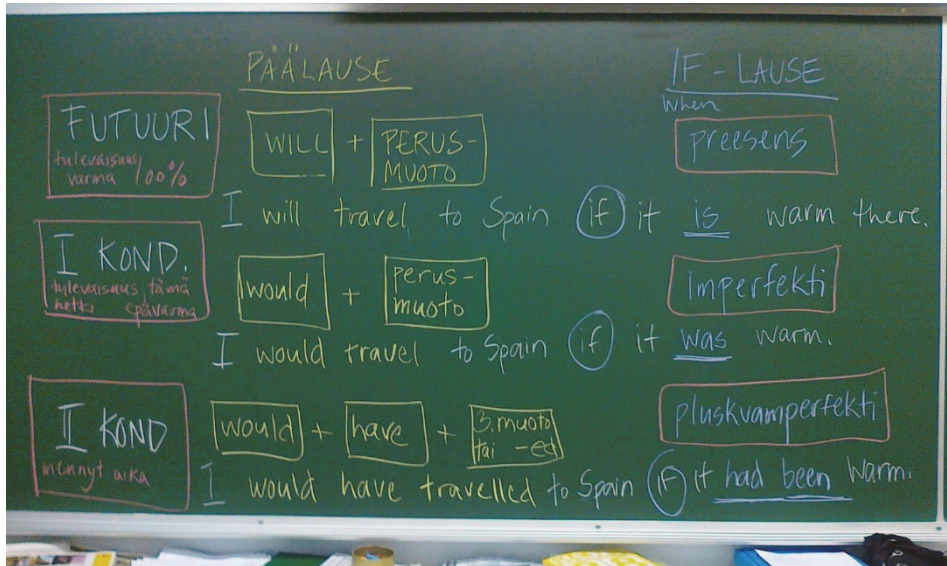 PÄÄLAUSE IF-LAUSE
when
FUTUURI
tulevaisuus
varma 100%
WILL + PERUS-
MUOTO
preesens
I will travel to Spain if it is warm there.
I KOND.
tulevaisuus, tämä
hetki epävarma
would + perus-
muoto
imperfekti
I would travel to Spain if it was warm.
I KOND
mennyt aika
would + have + 3. muoto
tai -ed
pluskvamperfekti
I would have travelled to Spain IF it had been warm.